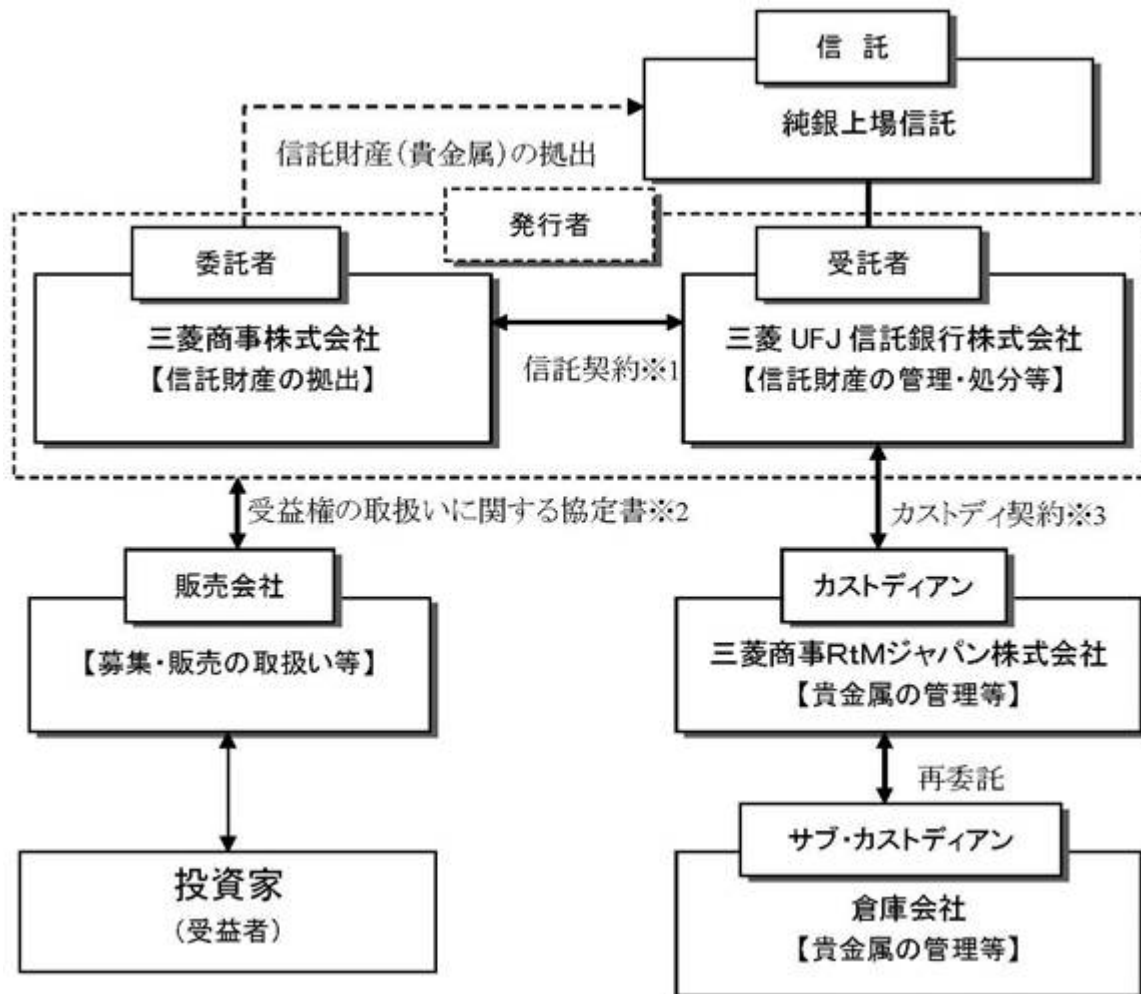 信 託
純銀上場信託
信託財産(貴金属)の拠出
発行者
委託者
三菱商事株式会社
【信託財産の拠出】
信託契約※1
受託者
三菱 UFJ 信託銀行株式会社
【信託財産の管理・処分等】
受益権の取扱いに関する協定書※2
カストディ契約※3
販売会社
【募集・販売の取扱い等】
カストディアン
三菱商事RtMジャパン株式会社
【貴金属の管理等】
再委託
投資家
(受益者)
サブ・カストディアン
倉庫会社
【貴金属の管理等】